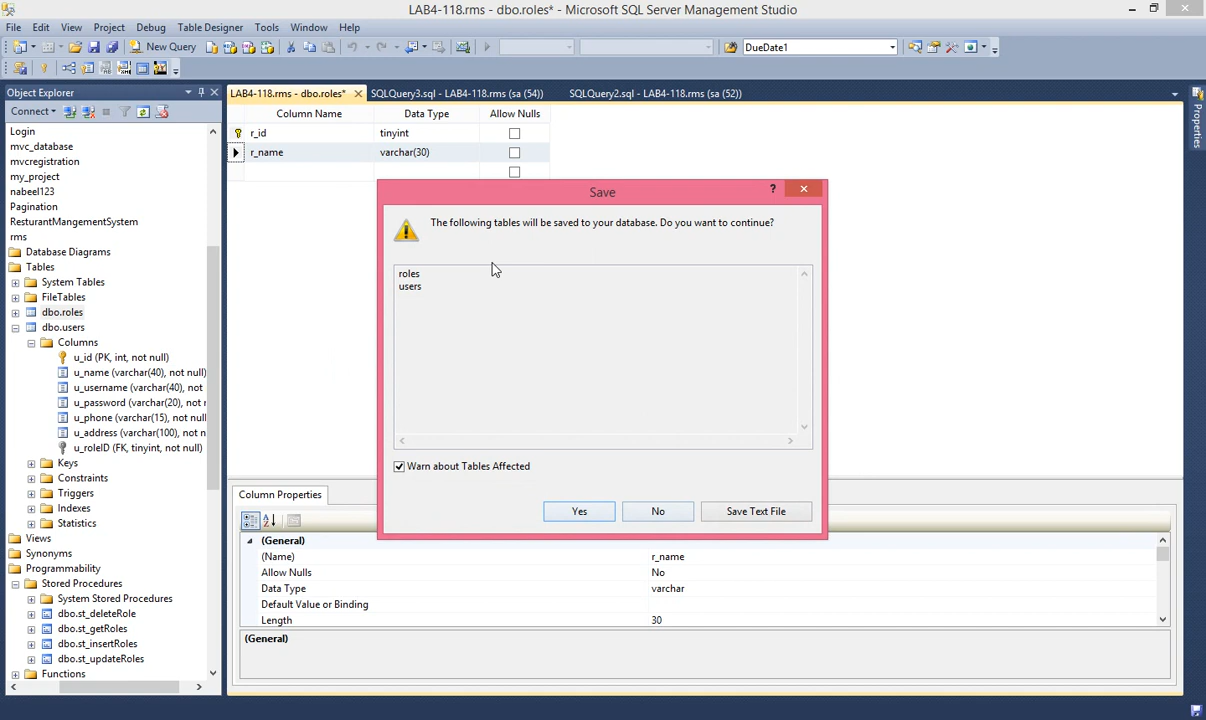 LAB4-118.rms - dbo.roles* - Microsoft SQL Server Management Studio
File Edit View Project Debug Table Designer Tools Window Help
New Query DueDate1
Object Explorer
Connect
Login
mvc_database
mvcregistration
my_project
nabeel123
Pagination
ResturantMangementSystem
rms
Database Diagrams
Tables
System Tables
FileTables
dbo.roles
dbo.users
Columns
u_id (PK, int, not null)
u_name (varchar(40), not null)
u_username (varchar(40), not
u_password (varchar(20), not r
u_phone (varchar(15), not null
u_address (varchar(100), not n
u_roleID (FK, tinyint, not null)
Keys
Constraints
Triggers
Indexes
Statistics
Views
Synonyms
Programmability
Stored Procedures
System Stored Procedures
dbo.st_deleteRole
dbo.st_getRoles
dbo.st_insertRoles
dbo.st_updateRoles
Functions
LAB4-118.rms - dbo.roles* SQLQuery3.sql - LAB4-118.rms (sa (54)) SQLQuery2.sql - LAB4-118.rms (sa (52))
Column Name Data Type Allow Nulls
r_id tinyint
r_name varchar(30)
Save
The following tables will be saved to your database. Do you want to continue?
roles
users
Warn about Tables Affected
Yes No Save Text File
Column Properties
(General)
(Name) r_name
Allow Nulls No
Data Type varchar
Default Value or Binding
Length 30
(General)
Properties